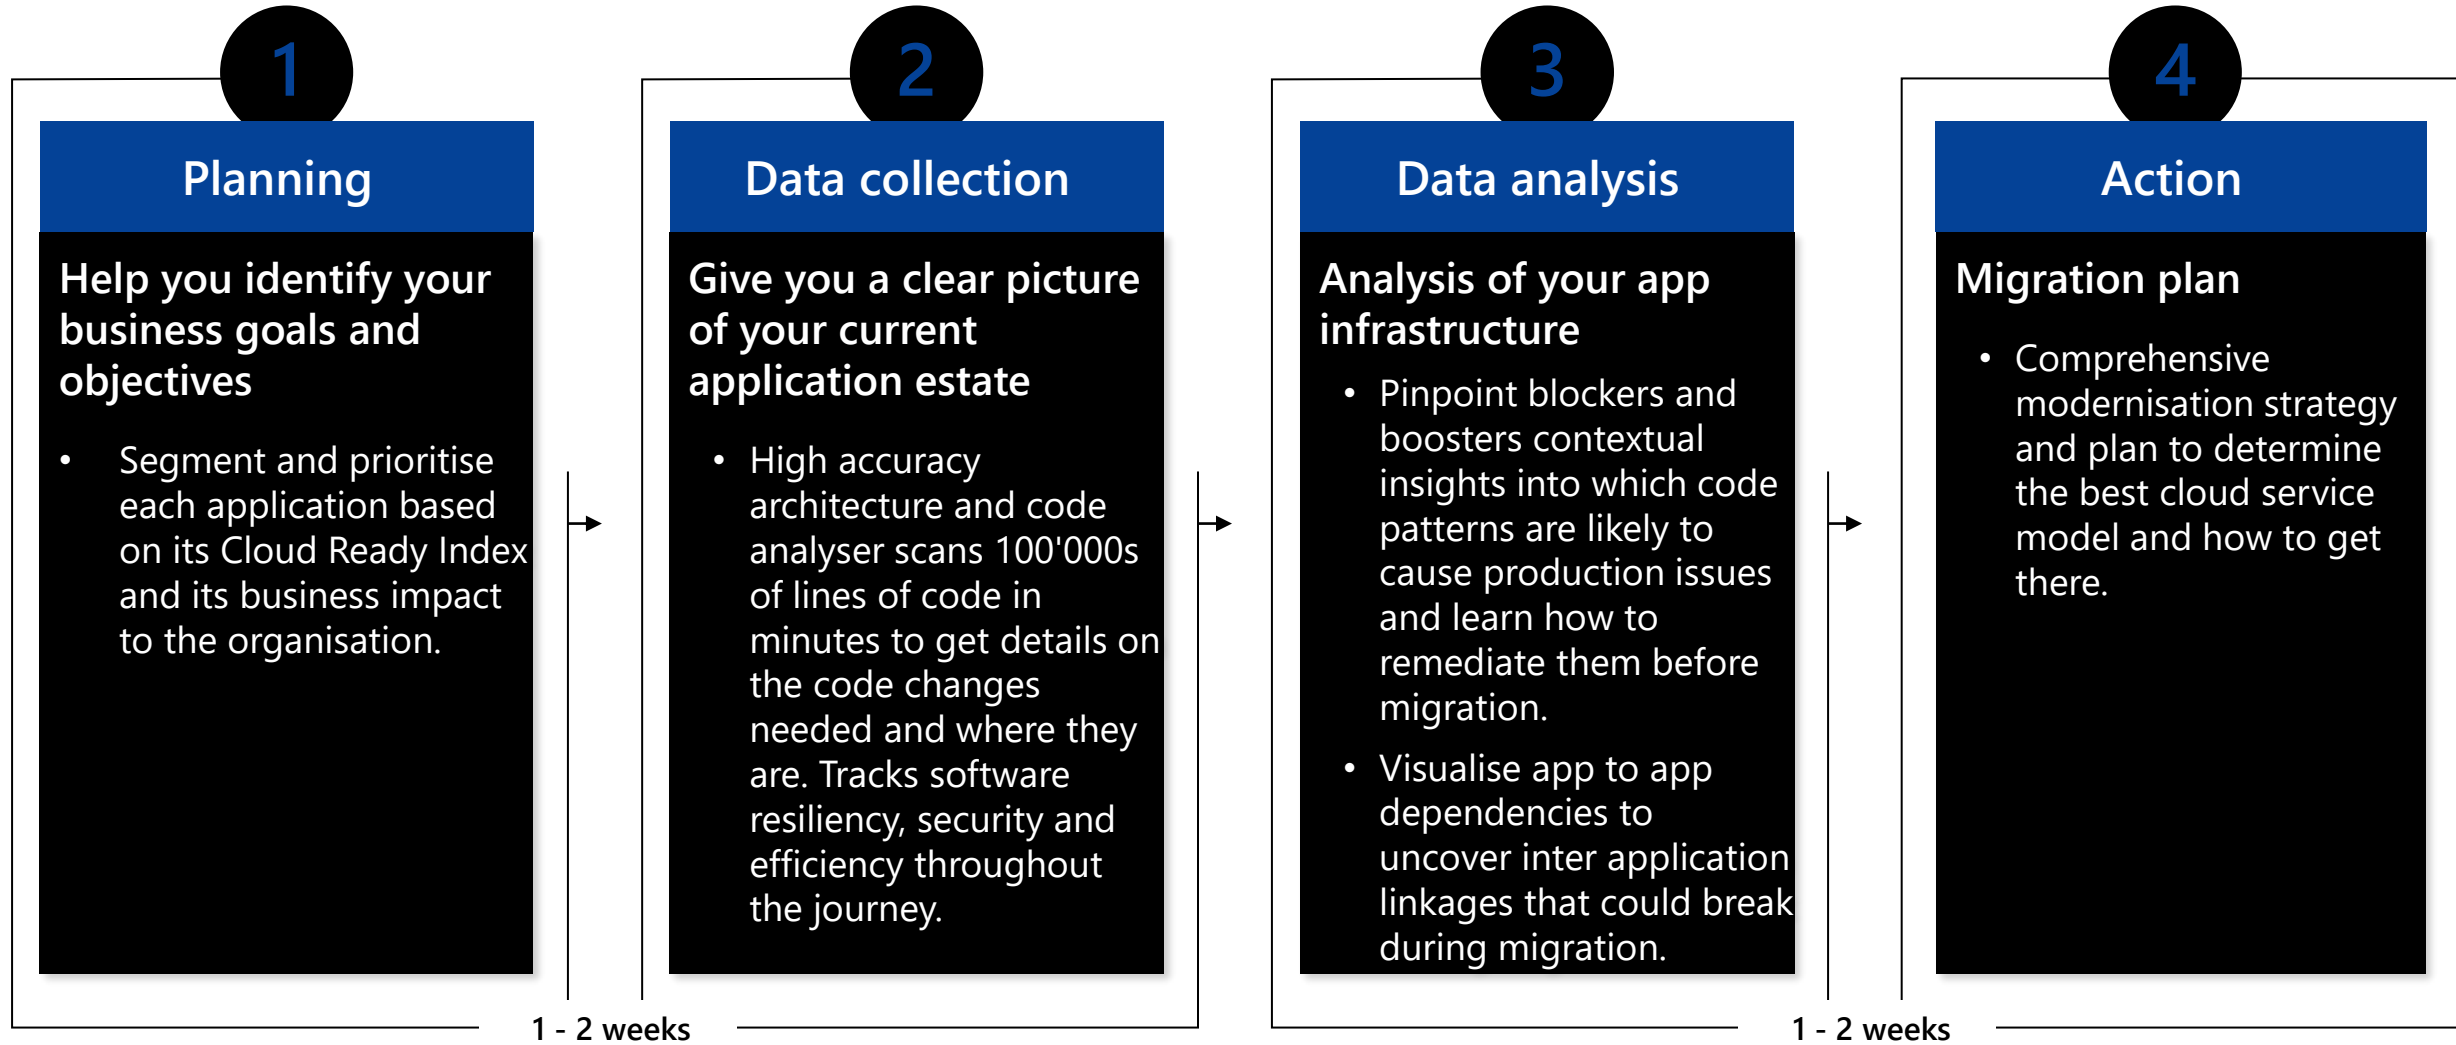 1
Planning
Help you identify your
business goals and
objectives
• Segment and prioritise
each application based
on its Cloud Ready Index
and its business impact
to the organisation.
2
Data collection
Give you a clear picture
of your current
application estate
• High accuracy
architecture and code
analyser scans 100'000s
of lines of code in
minutes to get details on
the code changes
needed and where they
are. Tracks software
resiliency, security and
efficiency throughout
the journey.
1 - 2 weeks
3
Data analysis
Analysis of your app
infrastructure
• Pinpoint blockers and
boosters contextual
insights into which code
patterns are likely to
cause production issues
and learn how to
remediate them before
migration.
• Visualise app to app
dependencies to
uncover inter application
linkages that could break
during migration.
4
Action
Migration plan
• Comprehensive
modernisation strategy
and plan to determine
the best cloud service
model and how to get
there.
1 - 2 weeks